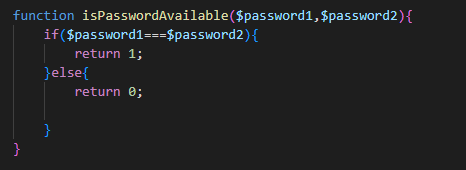 function isPasswordAvailable($password1,$password2){
    if($password1===$password2){
        return 1;
    }else{
        return 0;

    }
}